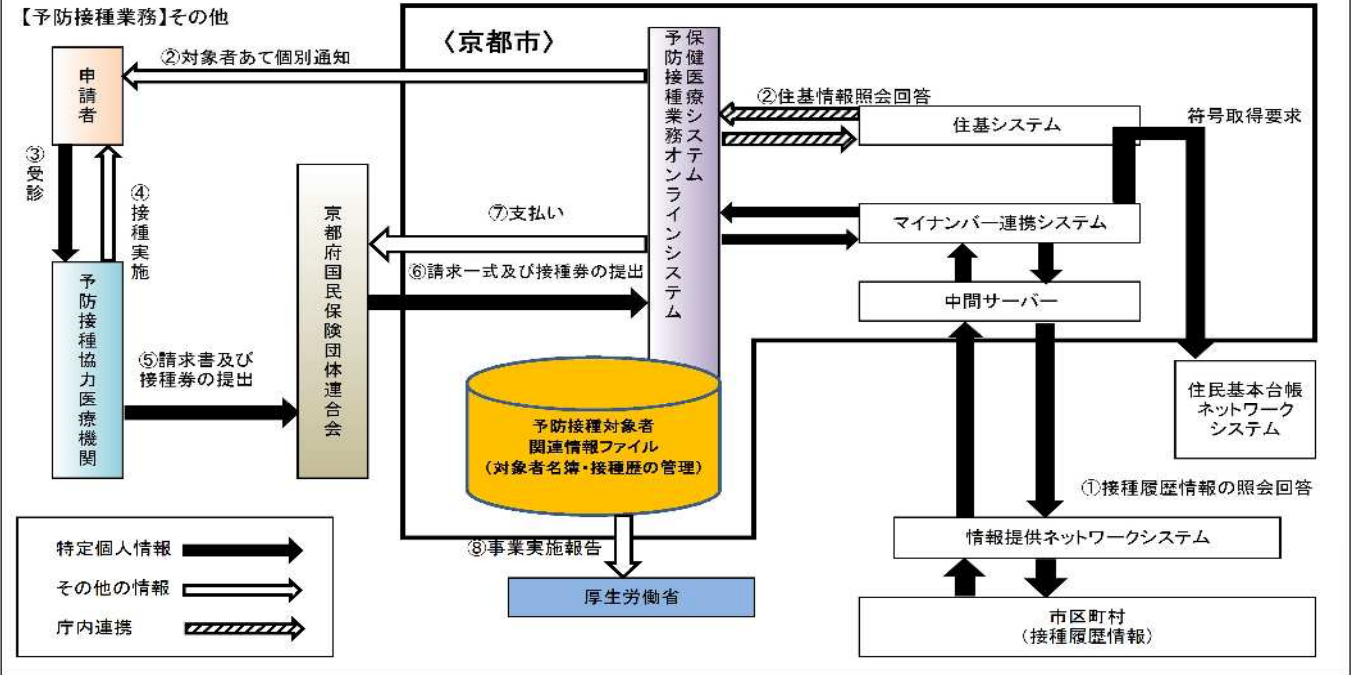 【予防接種業務】その他
〈京都市〉
②対象者あて個別通知
申請者
保健医療システム
予防接種業務オンラインシステム
②住基情報照会回答
住基システム
符号取得要求
③受診
④接種実施
京都府国民保険団体連合会
⑦支払い
マイナンバー連携システム
⑥請求一式及び接種券の提出
予防接種協力医療機関
中間サーバー
⑤請求書及び
接種券の提出
住民基本台帳
ネットワーク
システム
予防接種対象者
関連情報ファイル
(対象者名簿・接種歴の管理)
①接種履歴情報の照会回答
特定個人情報
その他の情報
庁内連携
⑧事業実施報告
情報提供ネットワークシステム
厚生労働省
市区町村
(接種履歴情報)